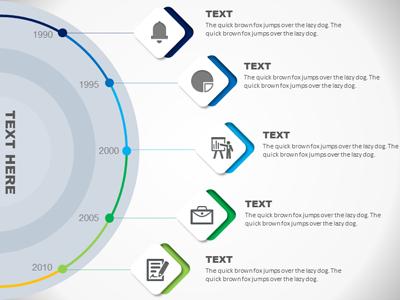 TEXT HERE
1990
TEXT
The quick brown fox jumps over the lazy dog. The
quick brown fox jumps over the lazy dog.
1995
TEXT
The quick brown fox jumps over the lazy dog. The
quick brown fox jumps over the lazy dog.
2000
TEXT
The quick brown fox jumps over the lazy dog. The
quick brown fox jumps over the lazy dog.
2005
TEXT
The quick brown fox jumps over the lazy dog. The
quick brown fox jumps over the lazy dog.
2010
TEXT
The quick brown fox jumps over the lazy dog. The
quick brown fox jumps over the lazy dog.